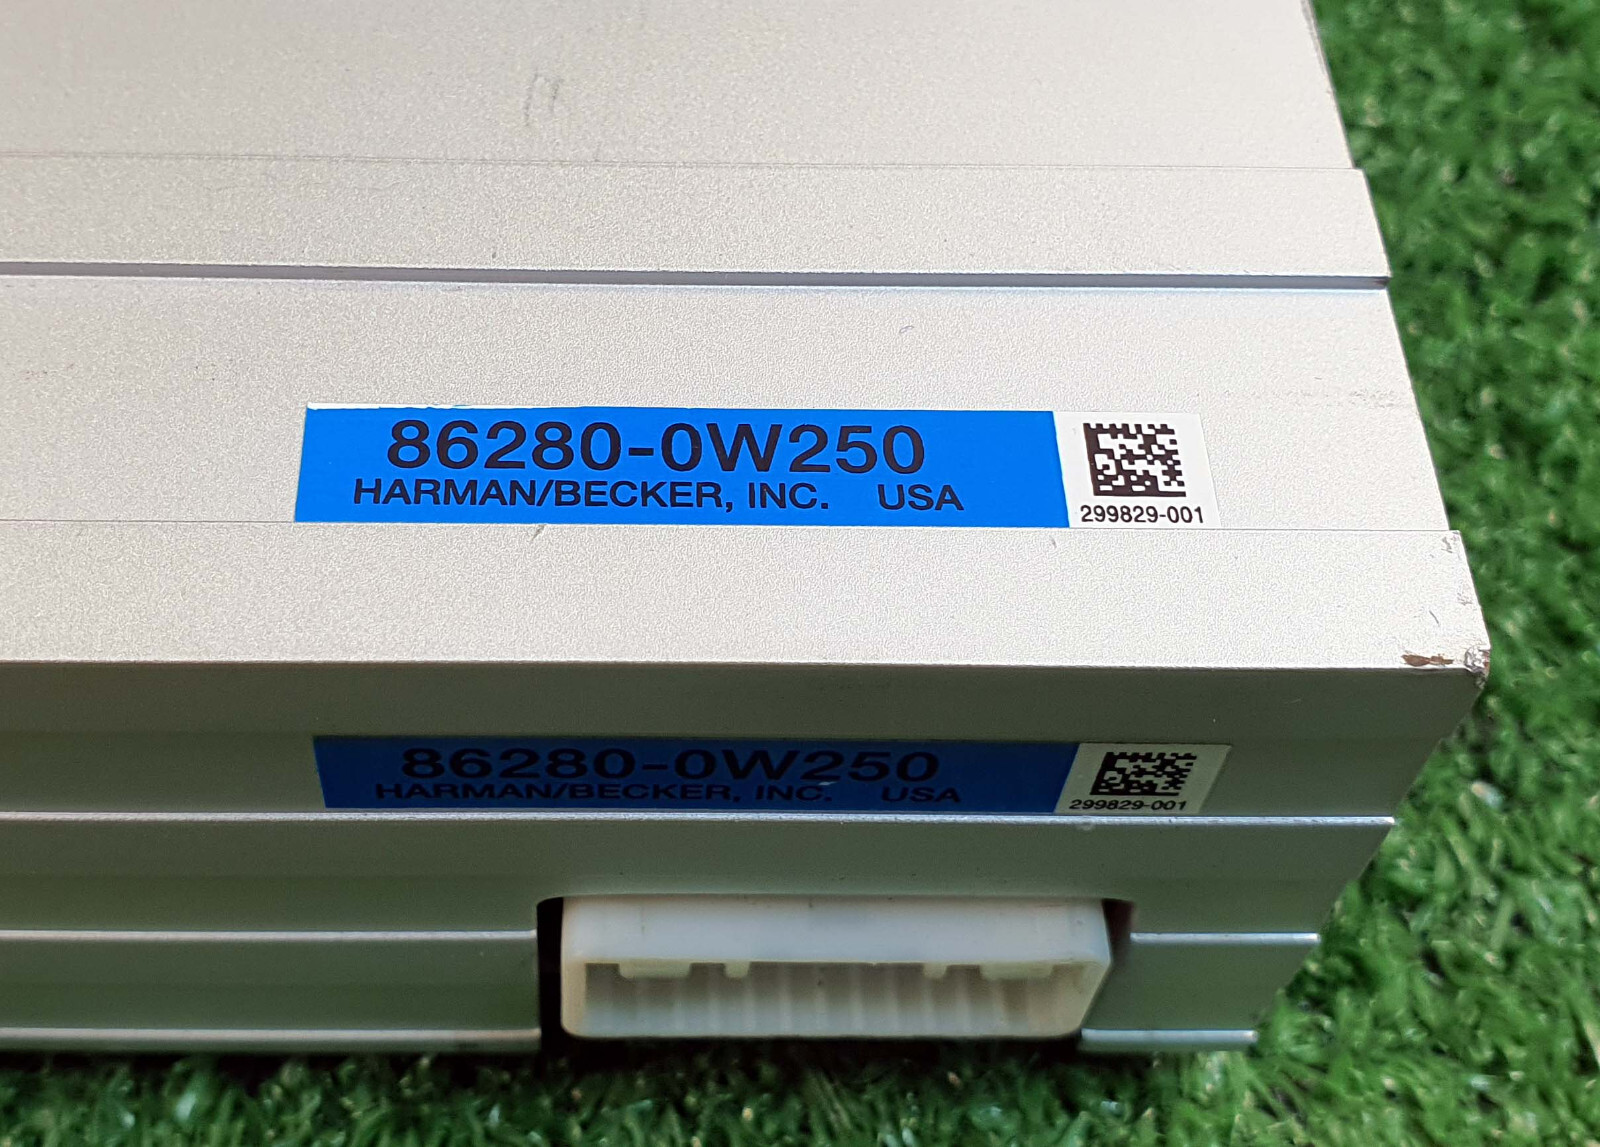 86280-0W250
HARMAN/BECKER, INC. USA
299829-001
86280-0W250
HARMAN/BECKER, INC. USA
299829-001